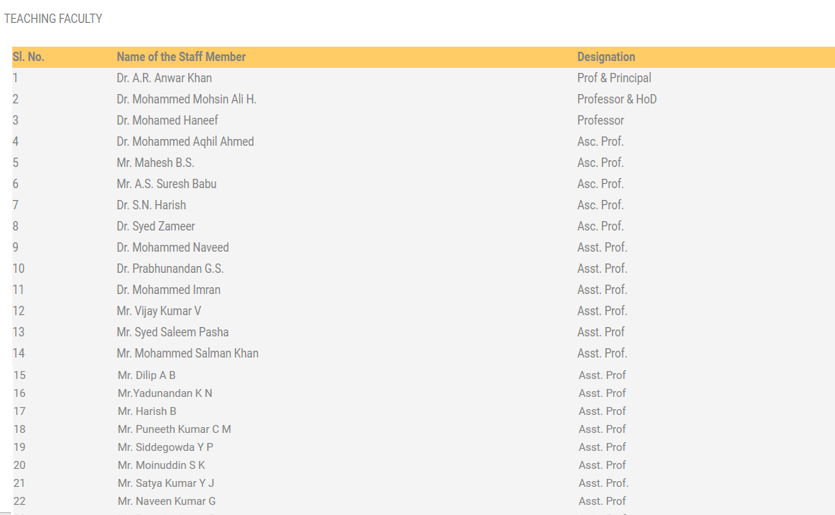 TEACHING FACULTY
Sl. No. Name of the Staff Member Designation
1 Dr. A.R. Anwar Khan Prof & Principal
2 Dr. Mohammed Mohsin Ali H. Professor & HoD
3 Dr. Mohamed Haneef Professor
4 Dr. Mohammed Aqhil Ahmed Asc. Prof.
5 Mr. Mahesh B.S. Asc. Prof.
6 Mr. A.S. Suresh Babu Asc. Prof.
7 Dr. S.N. Harish Asc. Prof.
8 Dr. Syed Zameer Asc. Prof.
9 Dr. Mohammed Naveed Asst. Prof.
10 Dr. Prabhunandan G.S. Asst. Prof.
11 Dr. Mohammed Imran Asst. Prof.
12 Mr. Vijay Kumar V Asst. Prof.
13 Mr. Syed Saleem Pasha Asst. Prof
14 Mr. Mohammed Salman Khan Asst. Prof.
15 Mr. Dilip A B Asst. Prof
16 Mr.Yadunandan K N Asst. Prof
17 Mr. Harish B Asst. Prof
18 Mr. Puneeth Kumar C M Asst. Prof
19 Mr. Siddegowda Y P Asst. Prof
20 Mr. Moinuddin S K Asst. Prof
21 Mr. Satya Kumar Y J Asst. Prof.
22 Mr. Naveen Kumar G Asst. Prof